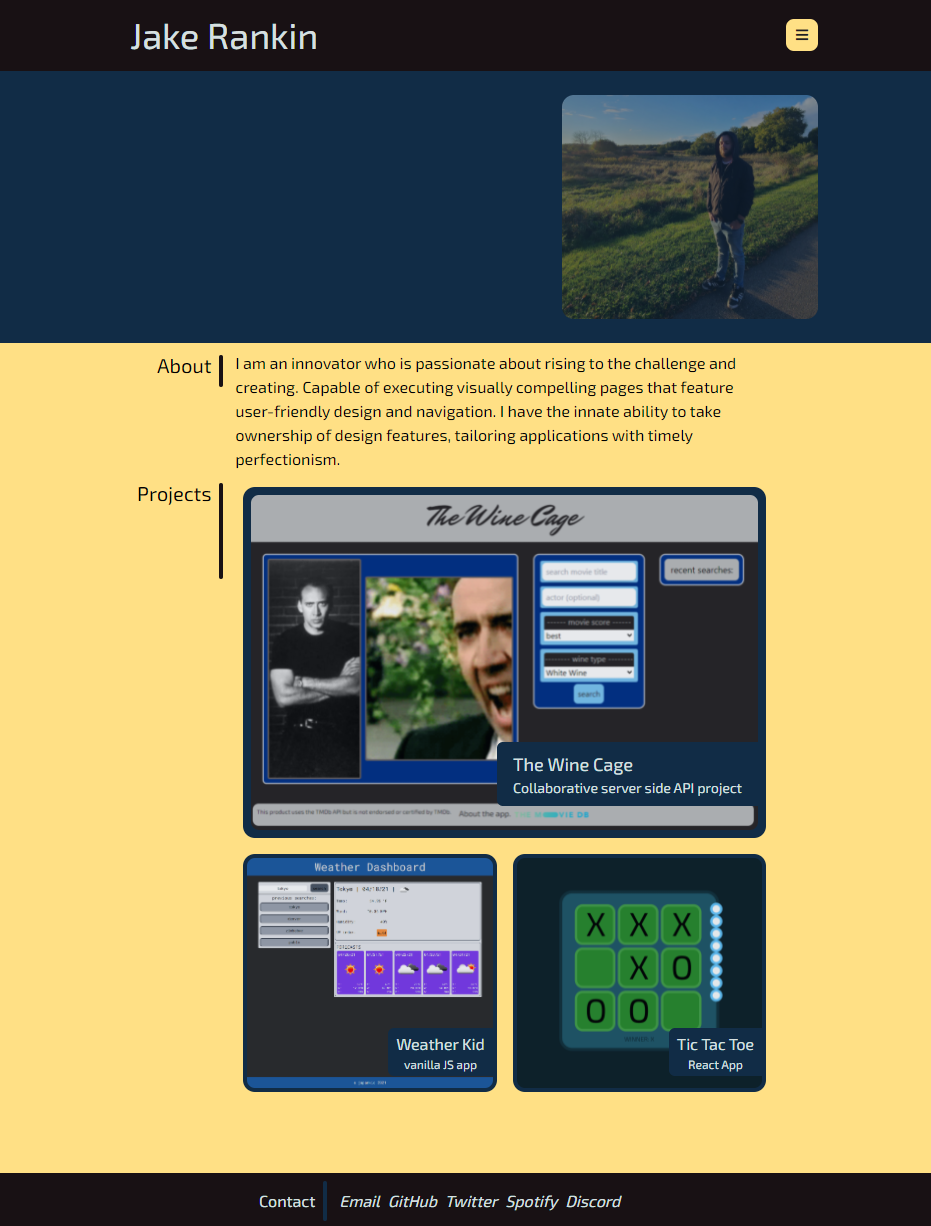 Jake Rankin
About
I am an innovator who is passionate about rising to the challenge and
creating. Capable of executing visually compelling pages that feature
user-friendly design and navigation. I have the innate ability to take
ownership of design features, tailoring applications with timely
perfectionism.
Projects
The Wine Cage
search movie title
actor (optional)
movie score
best
wine type
White Wine
search
recent searches:
The Wine Cage
Collaborative server side API project
This product uses the TMDb API but is not endorsed or certified by TMDb.
About the app.
Weather Dashboard
previous searches:
Tokyo | 04/18/21 |
Weather Kid
vanilla JS app
X X X
X O
O O
Tic Tac Toe
React App
Contact
Email GitHub Twitter Spotify Discord